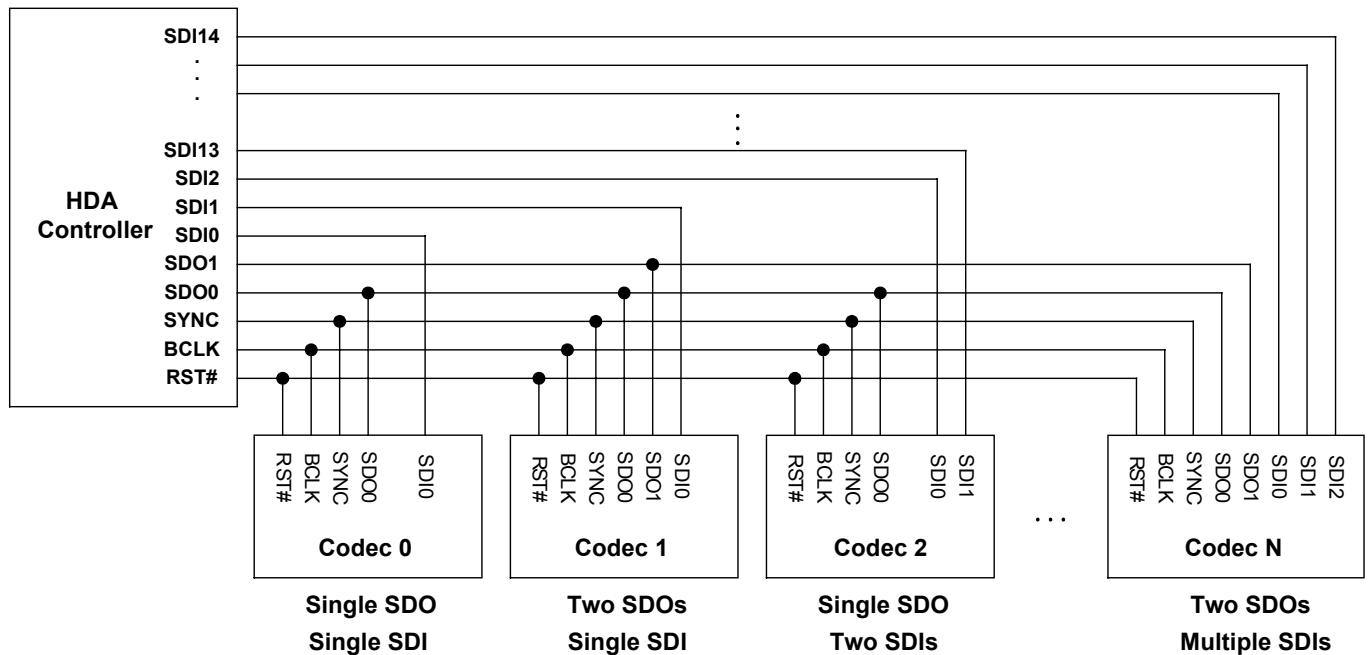 SDI14
.
.
.
SDI13
SDI2
SDI1
SDI0
SDO1
SDO0
SYNC
BCLK
RST#
HDA
Controller
RST#
BCLK
SYNC
SDO0
SDI0
Codec 0
Single SDO
Single SDI
RST#
BCLK
SYNC
SDO0
SDO1
SDI0
Codec 1
Two SDOs
Single SDI
RST#
BCLK
SYNC
SDO0
SDI0
SDI1
Codec 2
Single SDO
Two SDIs
. . .
RST#
BCLK
SYNC
SDO0
SDO1
SDI0
SDI1
SDI2
Codec N
Two SDOs
Multiple SDIs